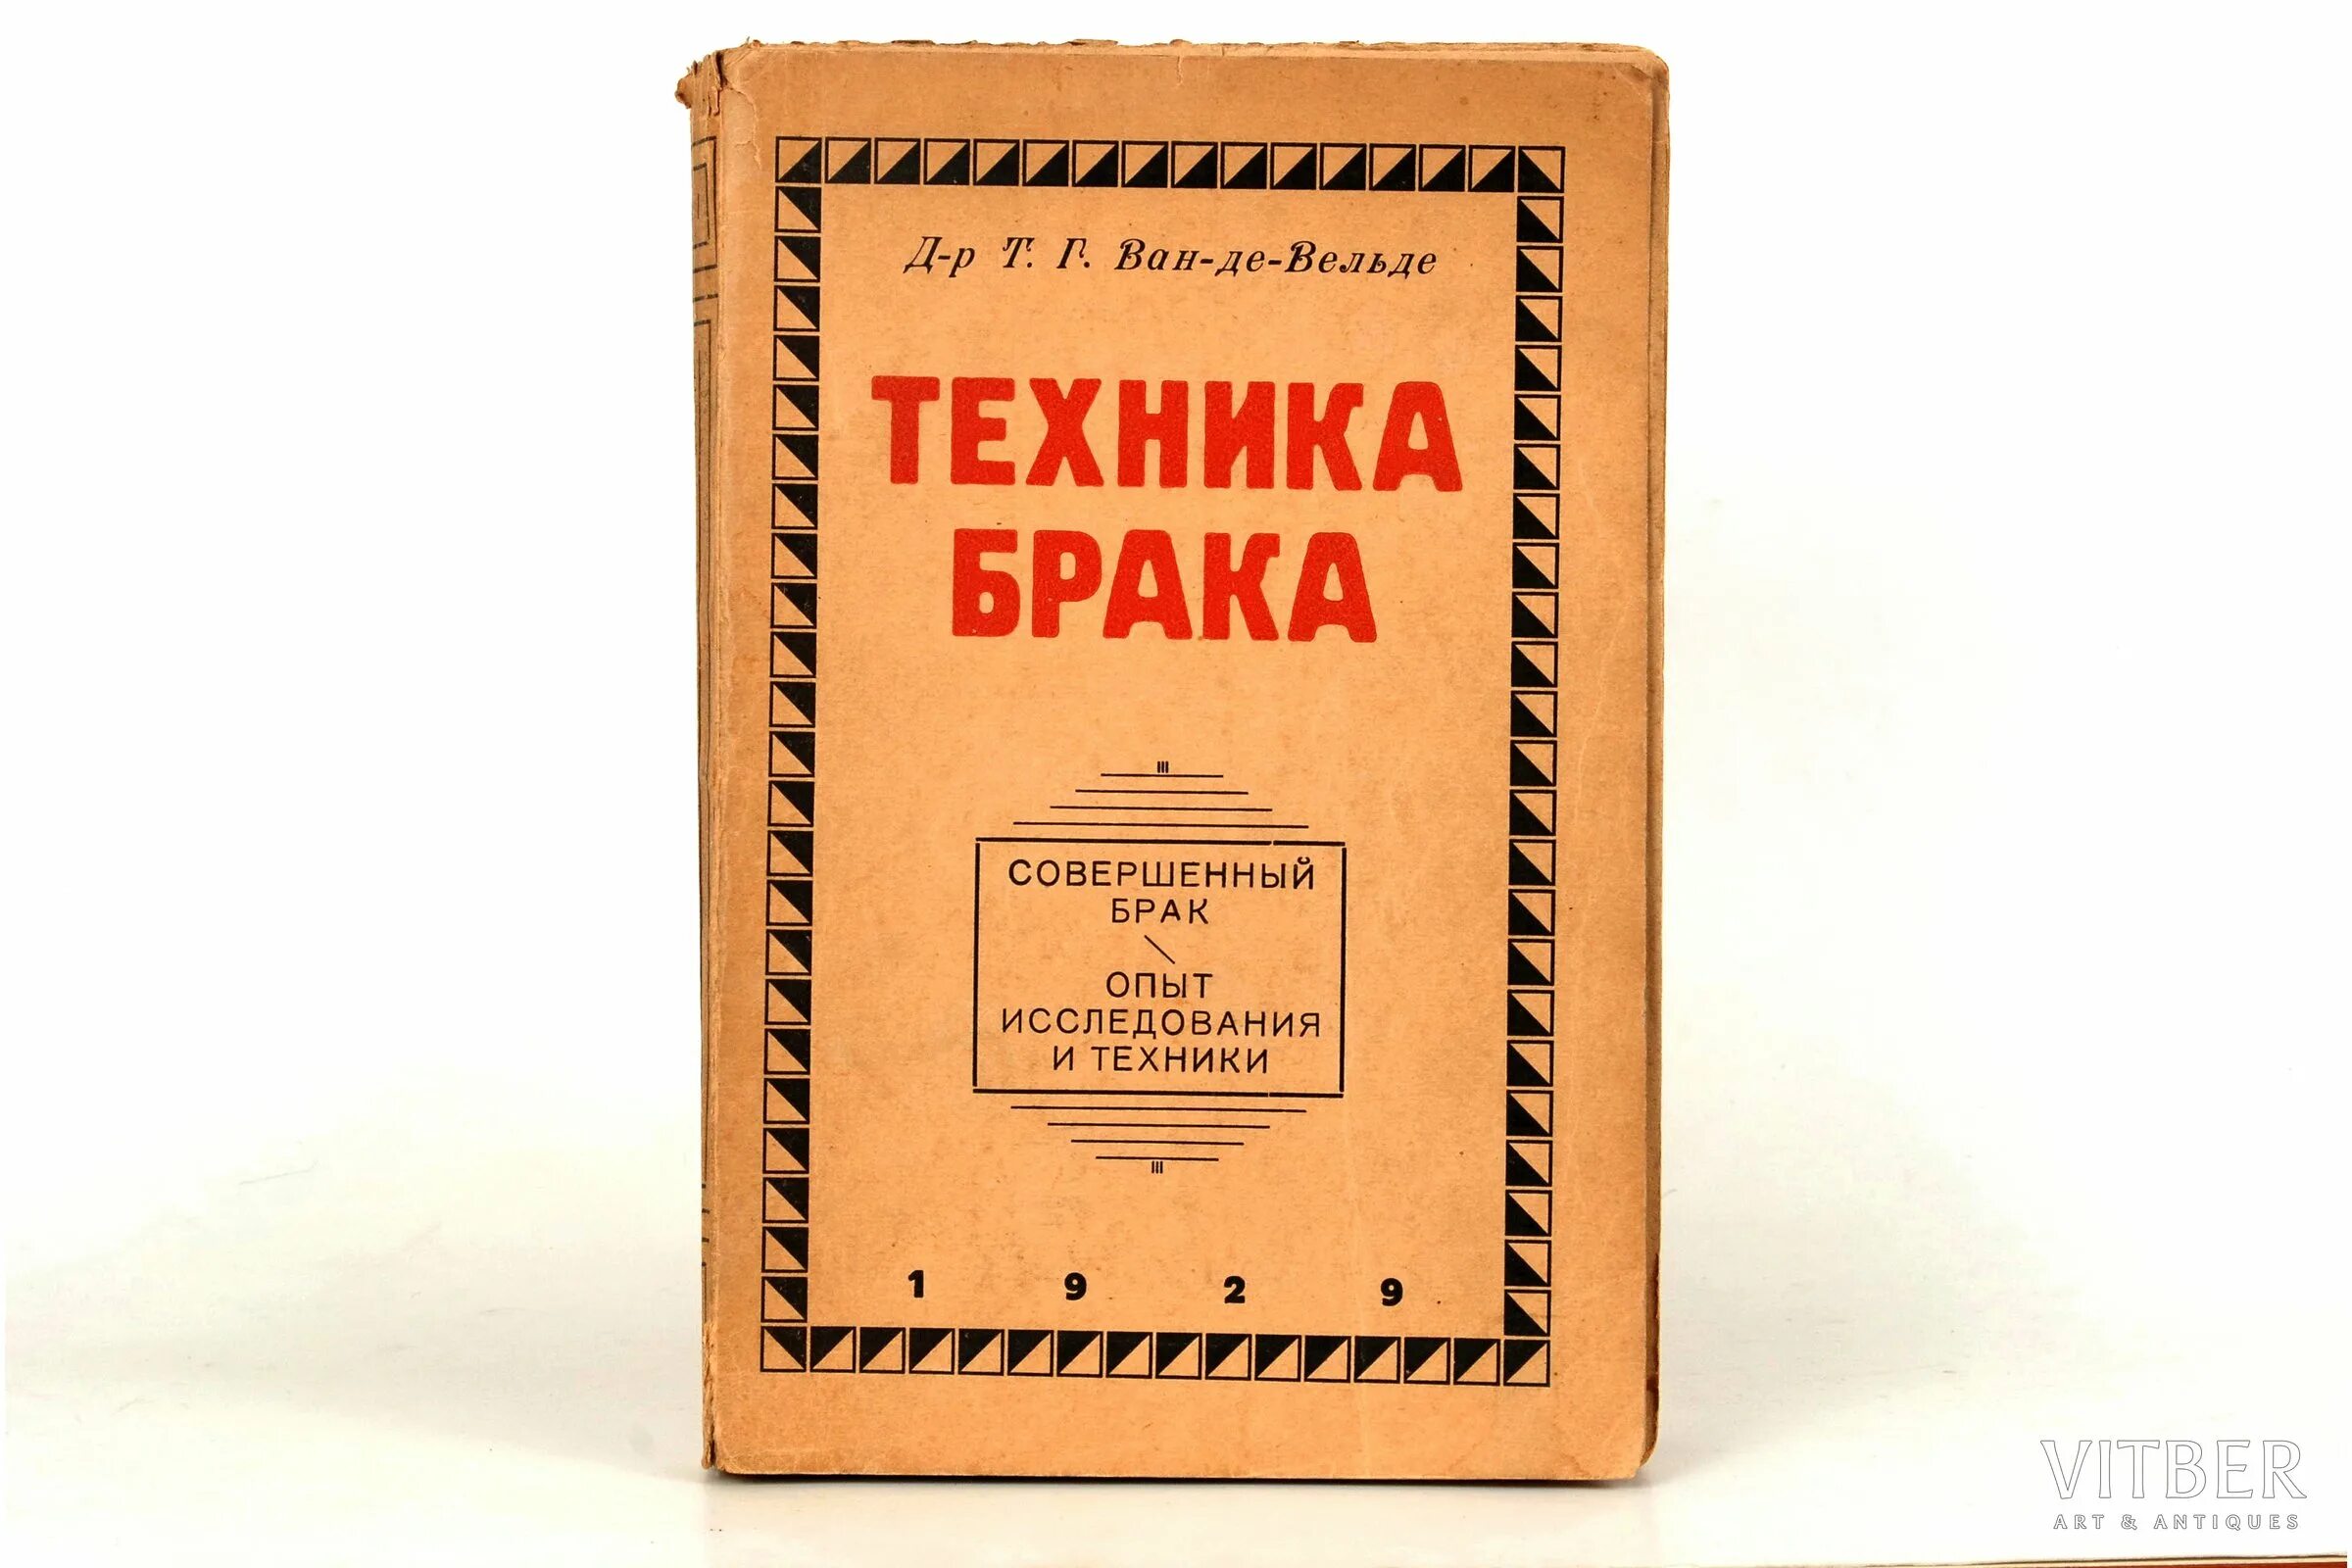 Д-р Т. Г. Ван-де-Вельде
ТЕХНИКА
БРАКА
СОВЕРШЕННЫЙ
БРАК
ОПЫТ
ИССЛЕДОВАНИЯ
И ТЕХНИКИ
1 9 2 9
VITBER
ART & ANTIQUES